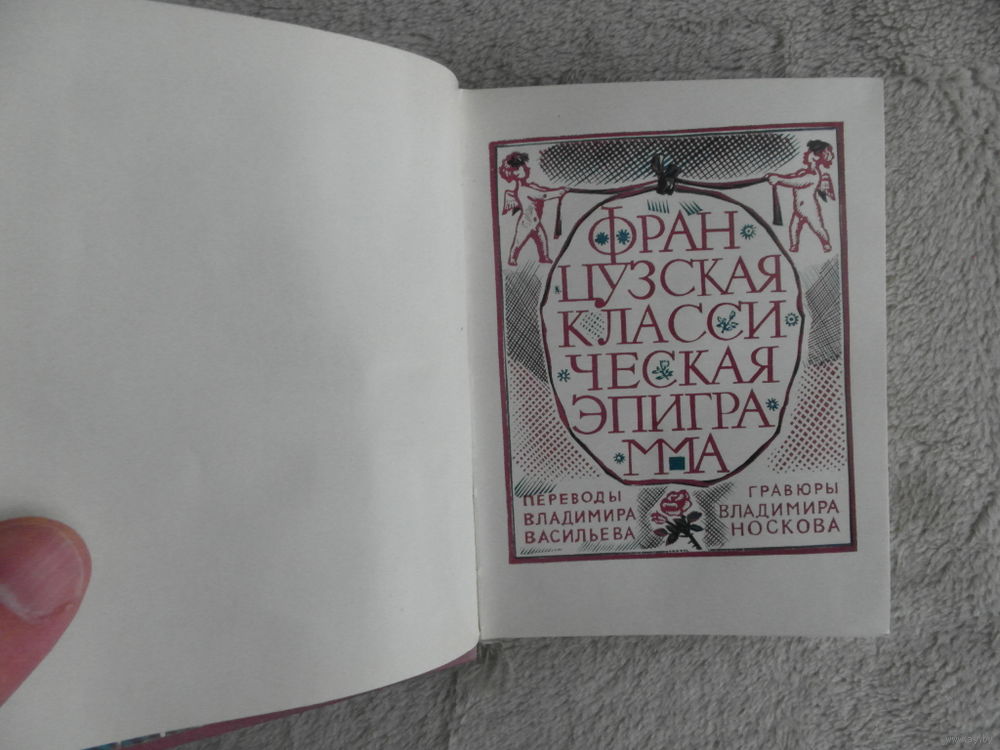 ФРАН
ЦУЗСКАЯ
КЛАССИ
ЧЕСКАЯ
ЭПИГРА
ММА
ПЕРЕВОДЫ
ВЛАДИМИРА
ВАСИЛЬЕВА
ГРАВЮРЫ
ВЛАДИМИРА
НОСКОВА